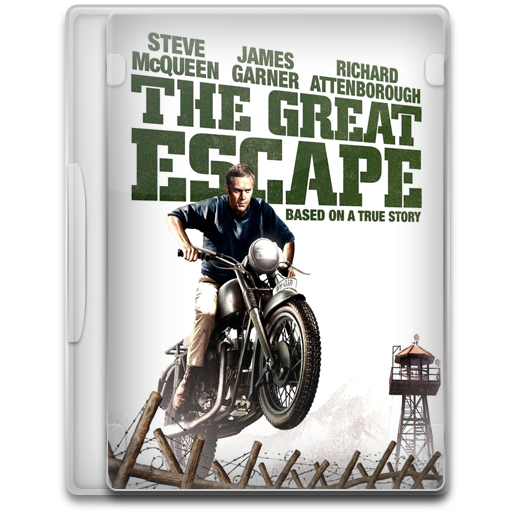 STEVE McQUEEN
JAMES GARNER
RICHARD ATTENBOROUGH
THE GREAT
ESCAPE
BASED ON A TRUE STORY